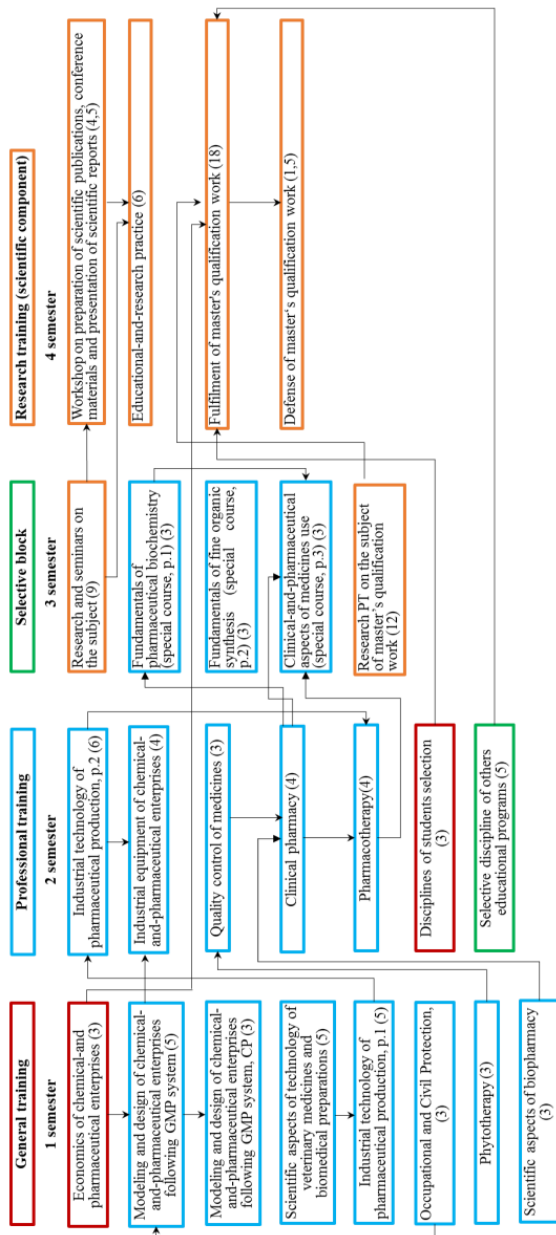 General training
Professional training
Selective block
Research training (scientific component)
1 semester
2 semester
3 semester
4 semester
Economics of chemical-and
pharmaceutical enterprises (3)
Modeling and design of chemical-
and-pharmaceutical enterprises
following GMP system (5)
Modeling and design of chemical-
and-pharmaceutical enterprises
following GMP system, CP (3)
Scientific aspects of technology of
veterinary medicines and
biomedical preparations (5)
Industrial technology of
pharmaceutical production, p.1 (5)
Occupational and Civil Protection,
(3)
Phytotherapy (3)
Scientific aspects of biopharmacy
(3)
Industrial technology of
pharmaceutical production, p.2 (6)
Industrial equipment of chemical-
and-pharmaceutical enterprises (4)
Quality control of medicines (3)
Clinical pharmacy (4)
Pharmacotherapy(4)
Disciplines of students selection
(3)
Selective discipline of others
educational programs (5)
Research and seminars on
the subject (9)
Fundamentals of
pharmaceutical biochemistry
(special course, p.1) (3)
Fundamentals of fine organic
synthesis (special course,
p.2) (3)
Clinical-and-pharmaceutical
aspects of medicines use
(special course, p.3) (3)
Research PT on the subject
of master's qualification
work (12)
Workshop on preparation of scientific publications, conference
materials and presentation of scientific reports (4,5)
Educational-and-research practice (6)
Fulfilment of master's qualification work (18)
Defense of master's qualification work (1,5)